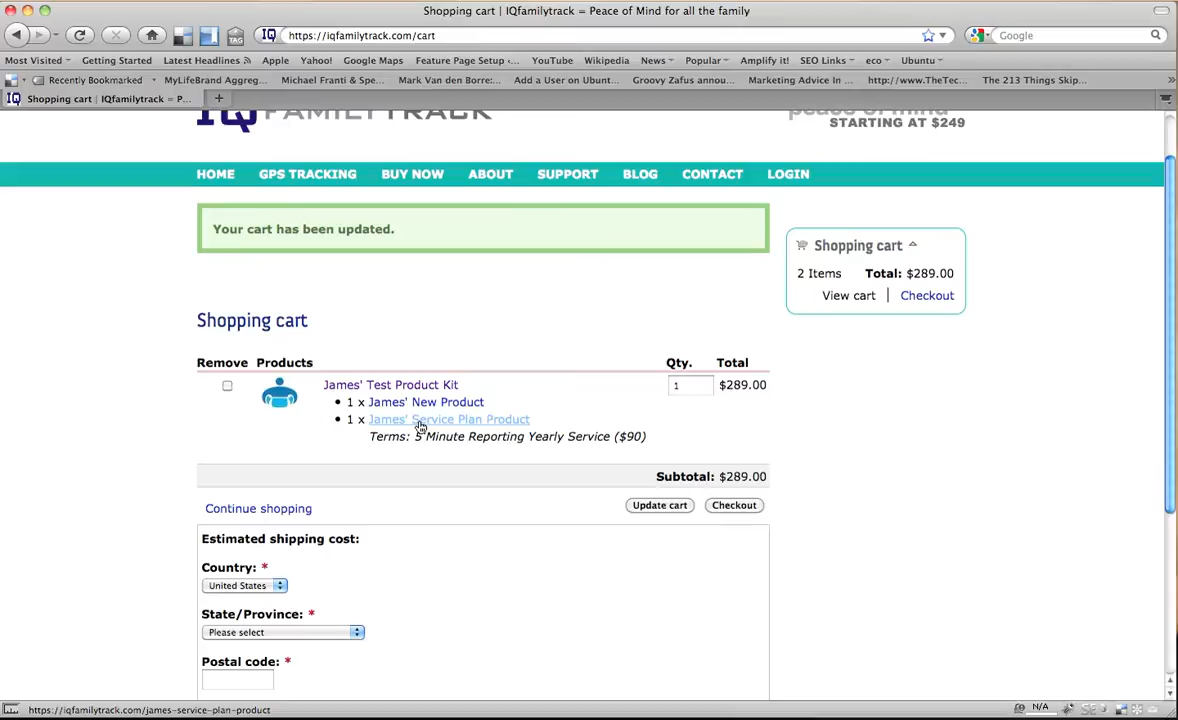 Shopping cart | IQfamilytrack = Peace of Mind for all the family
https://iqfamilytrack.com/cart
Google
Most Visited Getting Started Latest Headlines Apple Yahoo! Google Maps Feature Page Setup ‹... YouTube Wikipedia News Popular Amplify it! SEO Links eco Ubuntu
Recently Bookmarked MyLifeBrand Aggreg... Michael Franti & Spe... Mark Van den Borre:... Add a User on Ubunt... Groovy Zafus annou... Marketing Advice In ... http://www.TheTec... The 213 Things Skip...
Shopping cart | IQfamilytrack = P...
IQ FAMILYTRACK
peace of mind
STARTING AT $249
HOME GPS TRACKING BUY NOW ABOUT SUPPORT BLOG CONTACT LOGIN
Your cart has been updated.
Shopping cart
2 Items Total: $289.00
View cart | Checkout
Shopping cart
Remove Products Qty. Total
James' Test Product Kit 1 $289.00
• 1 x James' New Product
• 1 x James' Service Plan Product
Terms: 5 Minute Reporting Yearly Service ($90)
Subtotal: $289.00
Continue shopping Update cart Checkout
Estimated shipping cost:
Country: *
United States
State/Province: *
Please select
Postal code: *
https://iqfamilytrack.com/james-service-plan-product N/A